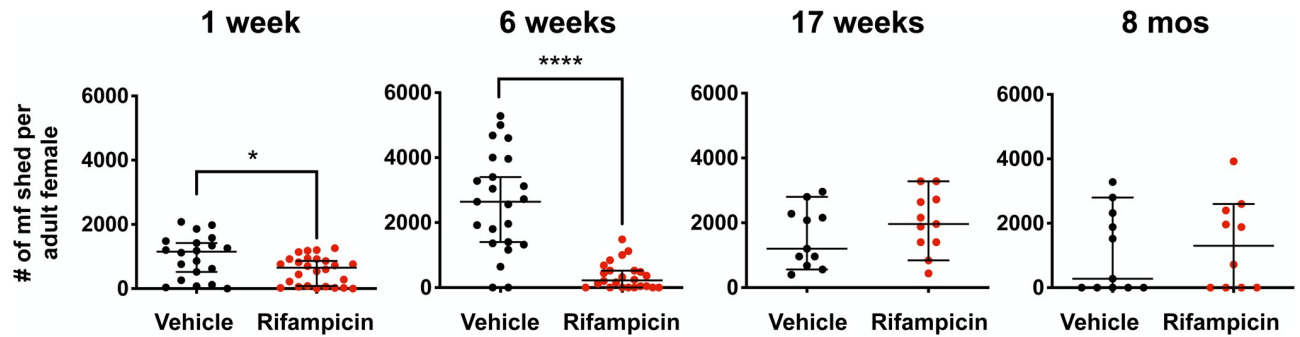 1 week
6 weeks
17 weeks
8 mos
# of mf shed per
adult female
6000
4000
2000
0
*
Vehicle
Rifampicin
6000
4000
2000
0
****
Vehicle
Rifampicin
6000
4000
2000
0
Vehicle
Rifampicin
6000
4000
2000
0
Vehicle
Rifampicin